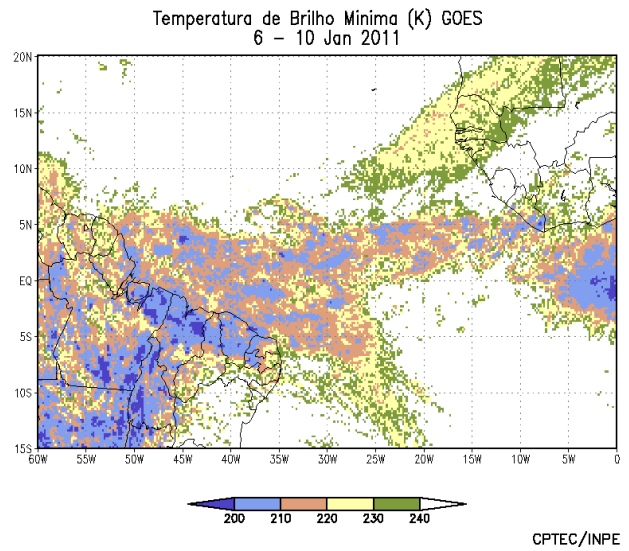 Temperatura de Brilho Minima (K) GOES
6 – 10 Jan 2011
20N
15N
10N
5N
EQ
5S
10S
15S
60W 55W 50W 45W 40W 35W 30W 25W 20W 15W 10W 5W 0
200 210 220 230 240
CPTEC/INPE